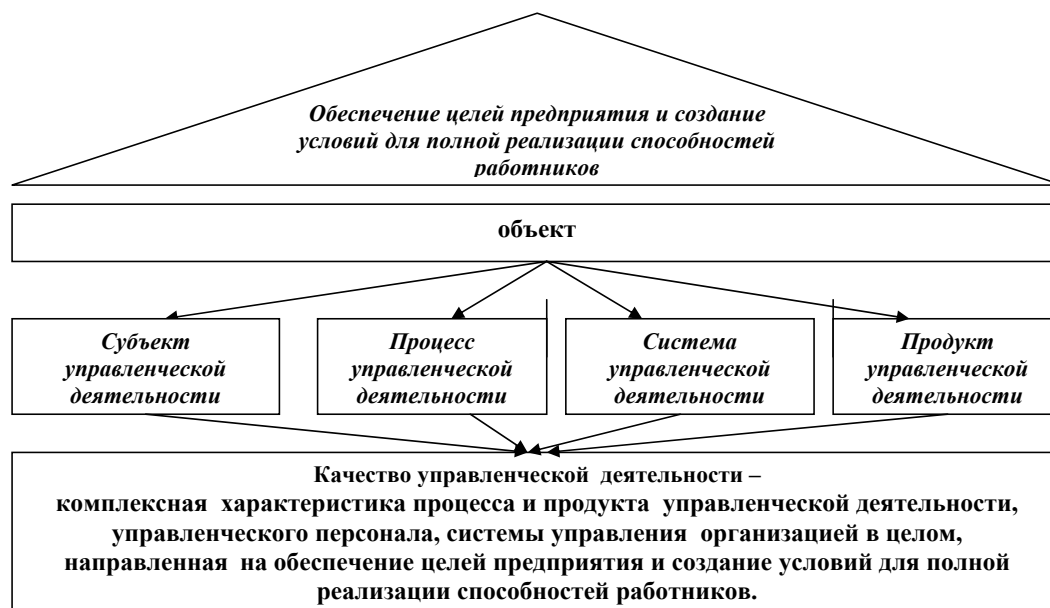 Обеспечение целей предприятия и создание
условий для полной реализации способностей
работников
объект
Субъект
управленческой
деятельности
Процесс
управленческой
деятельности
Система
управленческой
деятельности
Продукт
управленческой
деятельности
Качество управленческой деятельности –
комплексная характеристика процесса и продукта управленческой деятельности,
управленческого персонала, системы управления организацией в целом,
направленная на обеспечение целей предприятия и создание условий для полной
реализации способностей работников.